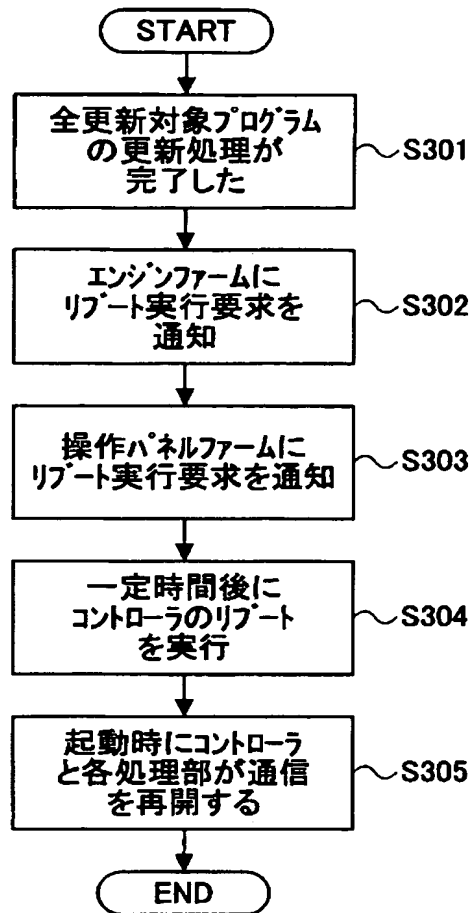 START
全更新対象プログラム
の更新処理が
完了した
S301
エンジンファームに
リブート実行要求を
通知
S302
操作パネルファームに
リブート実行要求を通知
S303
一定時間後に
コントローラのリブート
を実行
S304
起動時にコントローラ
と各処理部が通信
を再開する
S305
END